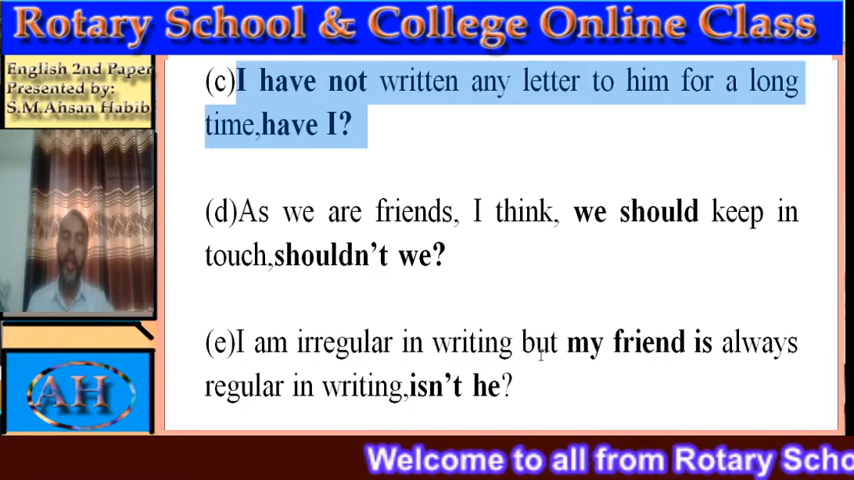 Rotary School & College Online Class
English 2nd Paper
Presented by:
S.M.Ahsan Habib
(c)I have not written any letter to him for a long
time,have I?
(d)As we are friends, I think, we should keep in
touch,shouldn't we?
(e)I am irregular in writing but my friend is always
regular in writing,isn't he?
AH
Welcome to all from Rotary Scho